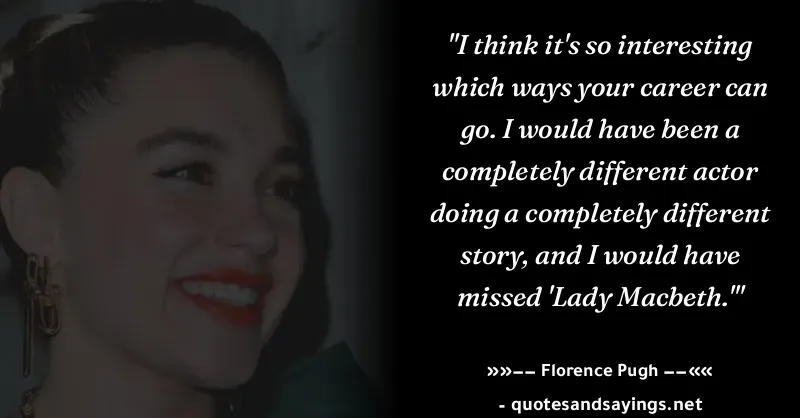 "I think it's so interesting
which ways your career can
go. I would have been a
completely different actor
doing a completely different
story, and I would have
missed 'Lady Macbeth.'"
»»−− Florence Pugh −−««
- quotesandsayings.net